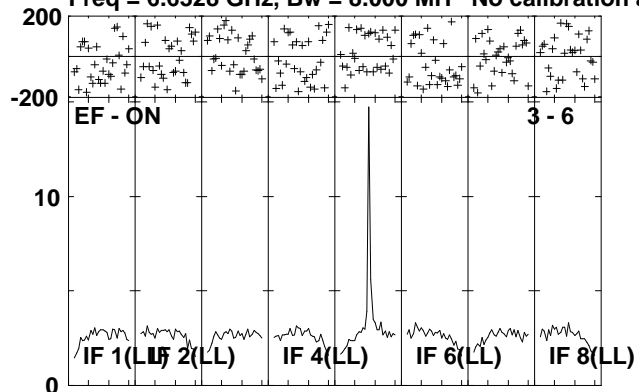 Freq = 6.6528 GHz, Bw = 8.000 MH No calibration a
200
-200
EF - ON 3 - 6
10
IF 1(LL) IF 2(LL) IF 4(LL) IF 6(LL) IF 8(LL)
0